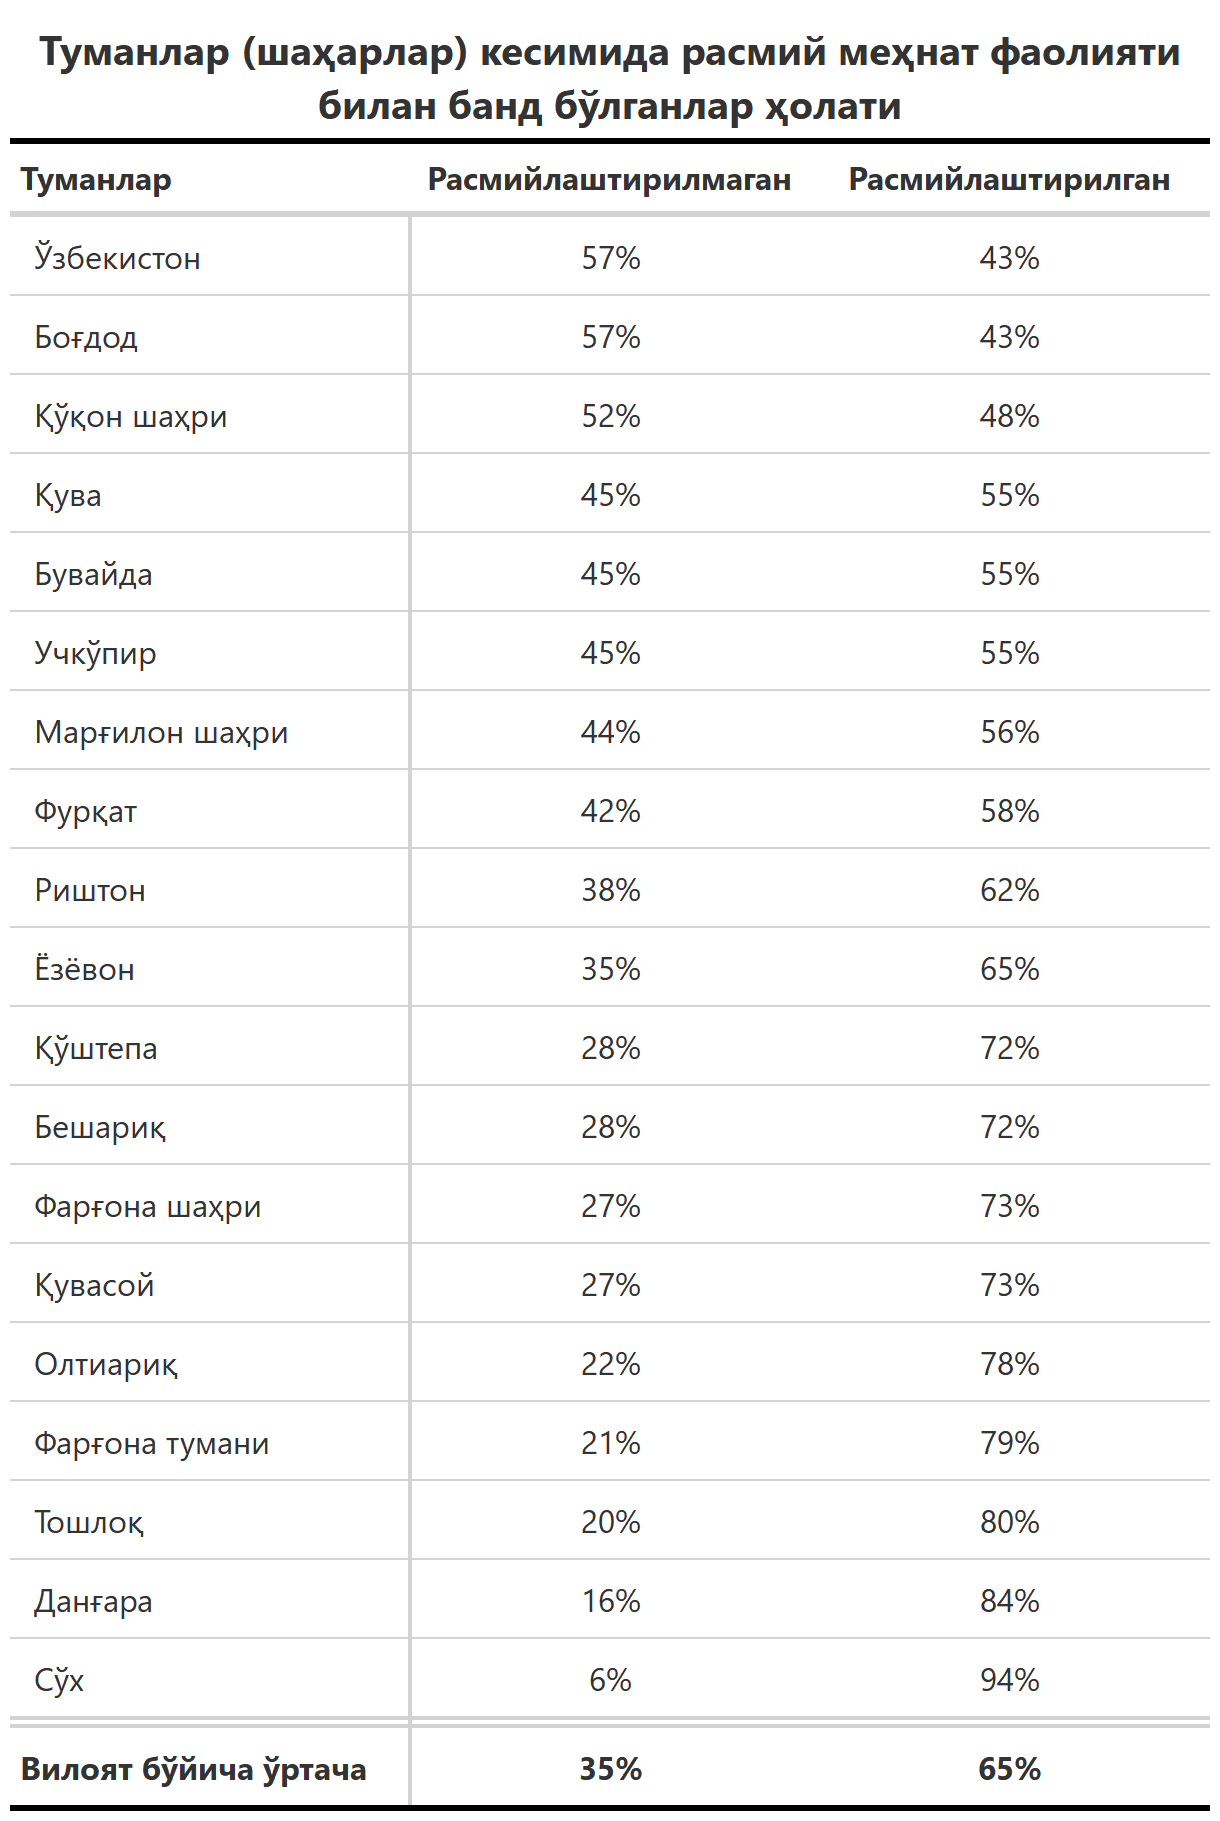 Туманлар (шаҳарлар) кесимида расмий меҳнат фаолияти
билан банд бўлганлар ҳолати
Туманлар Расмийлаштирилмаган Расмийлаштирилган
Ўзбекистон 57% 43%
Боғдод 57% 43%
Қўқон шаҳри 52% 48%
Қува 45% 55%
Бувайда 45% 55%
Учкўпир 45% 55%
Марғилон шаҳри 44% 56%
Фурқат 42% 58%
Риштон 38% 62%
Ёзёвон 35% 65%
Қўштепа 28% 72%
Бешариқ 28% 72%
Фарғона шаҳри 27% 73%
Қувасой 27% 73%
Олтиариқ 22% 78%
Фарғона тумани 21% 79%
Тошлоқ 20% 80%
Данғара 16% 84%
Сўх 6% 94%
Вилоят бўйича ўртача 35% 65%